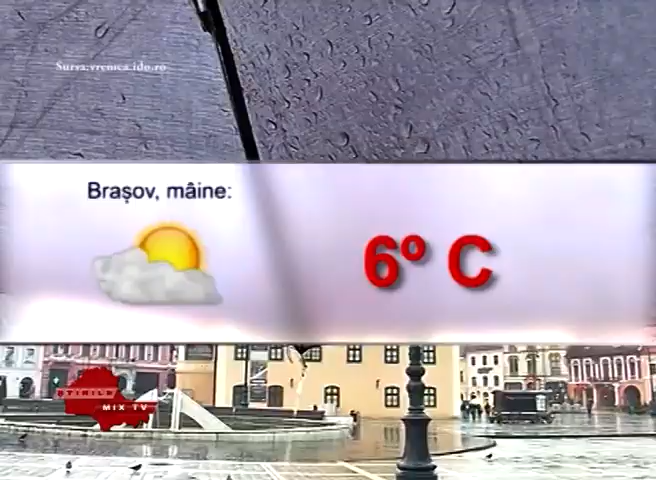 Sursa:vremea.ido.ro
Brașov, mâine:
6º C
ȘTIRILE
MIX TV